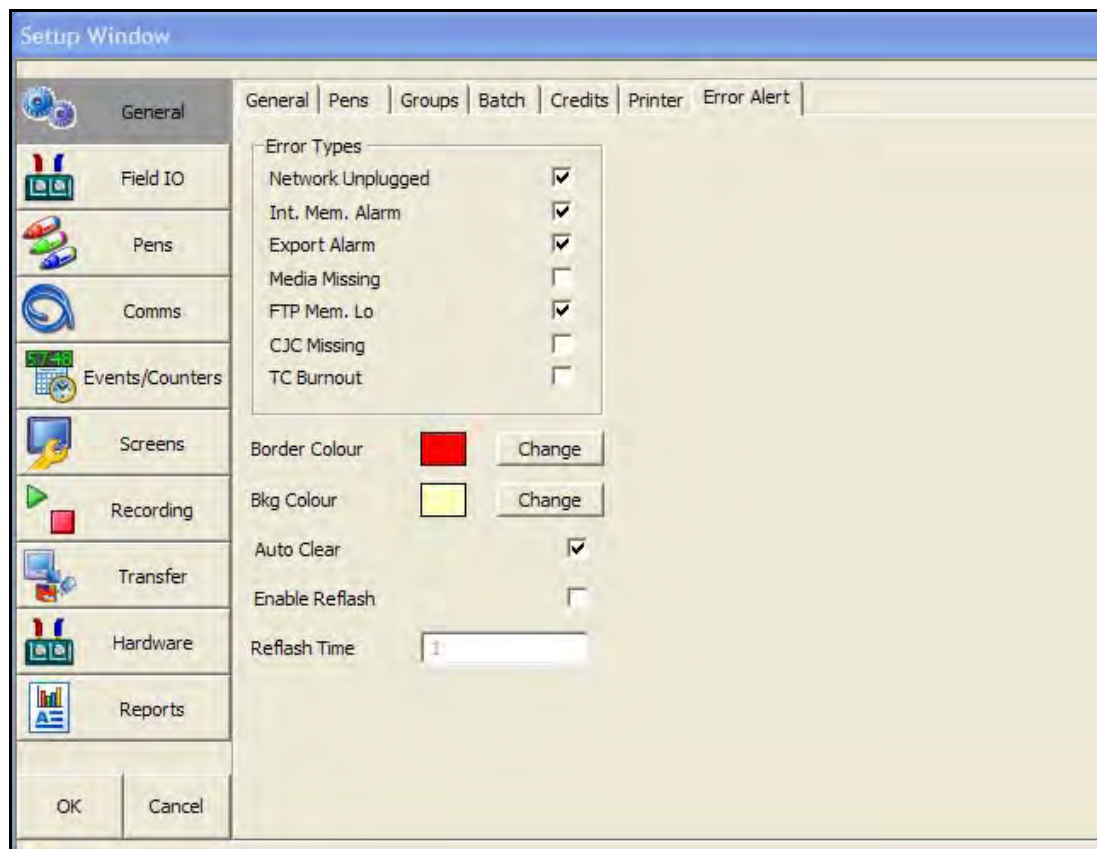 Setup Window
General
Field IO
Pens
Comms
57:48
Events/Counters
Screens
Recording
Transfer
Hardware
Reports
OK Cancel
General Pens Groups Batch Credits Printer Error Alert
Error Types
Network Unplugged
Int. Mem. Alarm
Export Alarm
Media Missing
FTP Mem. Lo
CJC Missing
TC Burnout
Border Colour Change
Bkg Colour Change
Auto Clear
Enable Reflash
Reflash Time 1